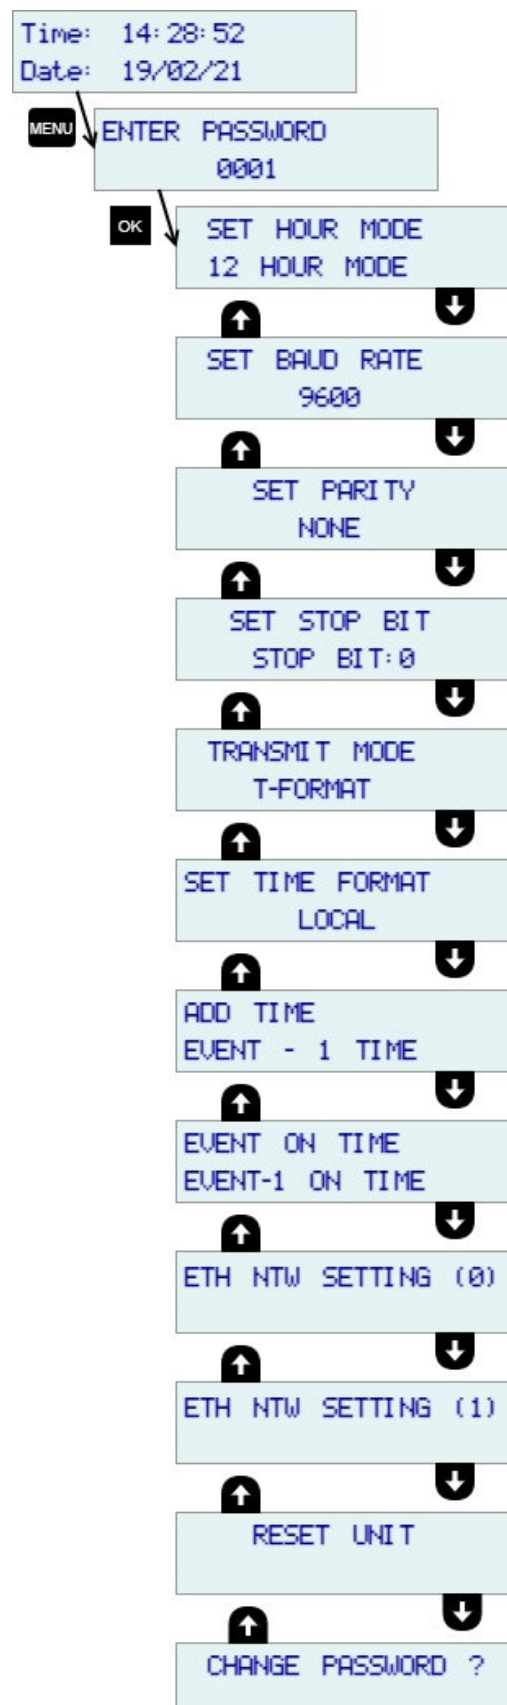 Time: 14:28:52
Date: 19/02/21
MENU
ENTER PASSWORD
0001
OK
SET HOUR MODE
12 HOUR MODE
SET BAUD RATE
9600
SET PARITY
NONE
SET STOP BIT
STOP BIT:0
TRANSMIT MODE
T-FORMAT
SET TIME FORMAT
LOCAL
ADD TIME
EVENT - 1 TIME
EVENT ON TIME
EVENT-1 ON TIME
ETH NTW SETTING (0)
ETH NTW SETTING (1)
RESET UNIT
CHANGE PASSWORD ?